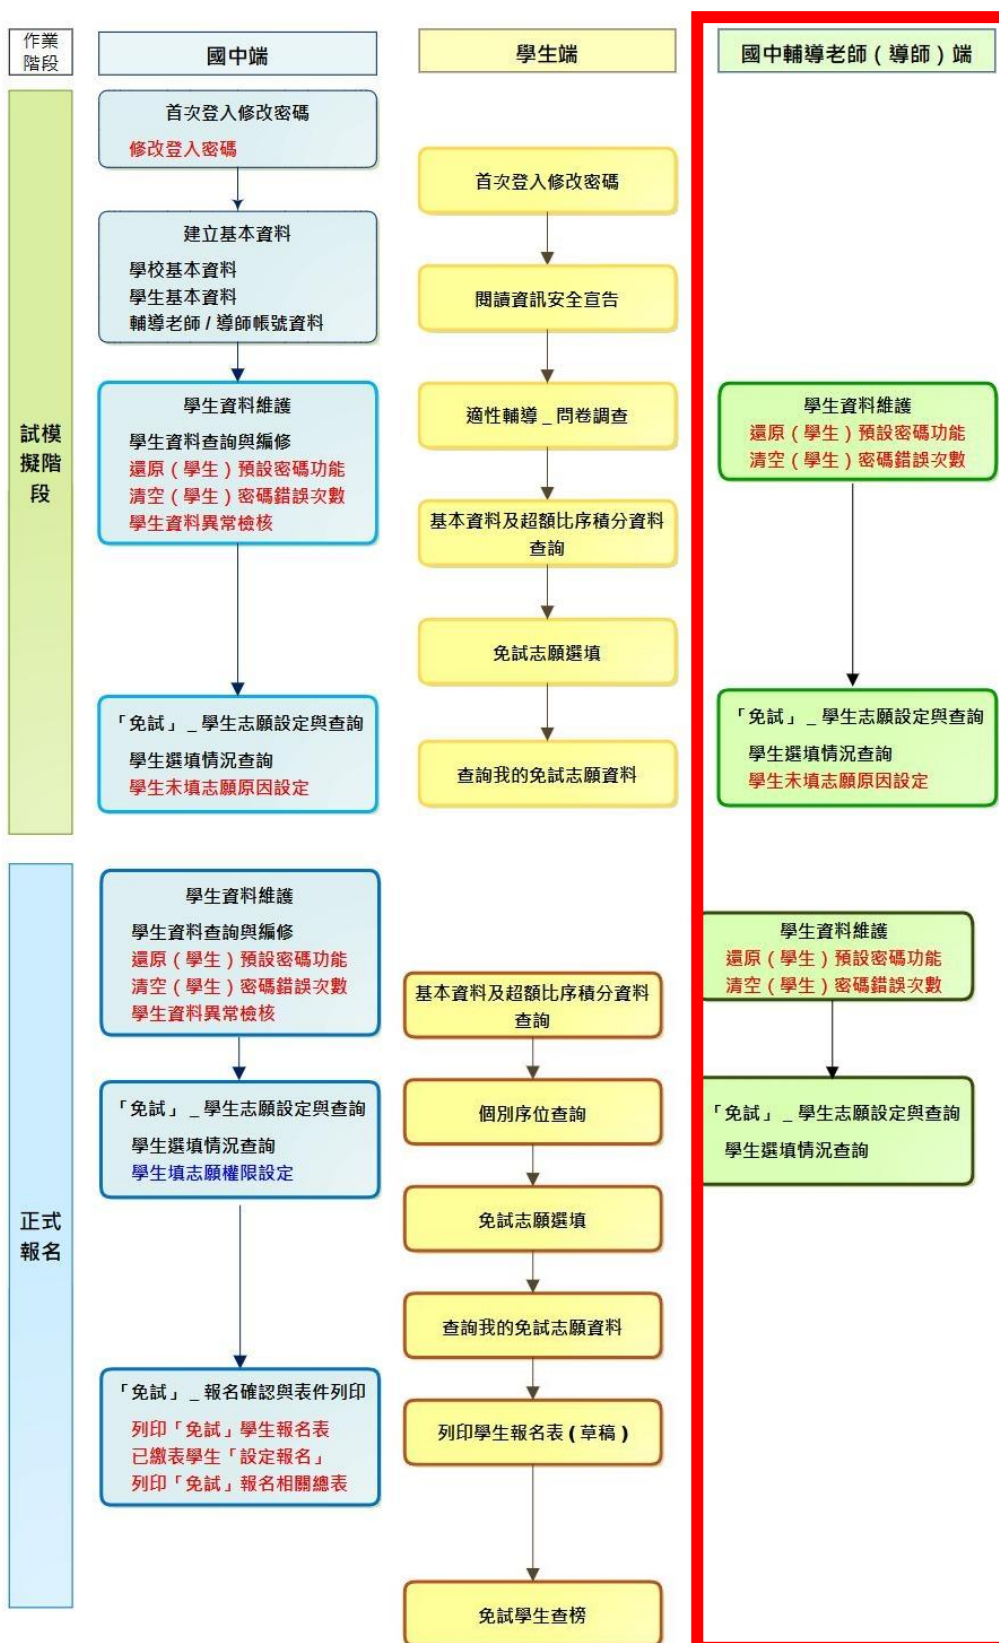 作業
階段
國中端
學生端
國中輔導老師（導師）端
試模
擬階
段
首次登入修改密碼
修改登入密碼
建立基本資料
學校基本資料
學生基本資料
輔導老師 / 導師帳號資料
學生資料維護
學生資料查詢與編修
還原（學生）預設密碼功能
清空（學生）密碼錯誤次數
學生資料異常檢核
「免試」_ 學生志願設定與查詢
學生選填情況查詢
學生未填志願原因設定
首次登入修改密碼
閱讀資訊安全宣告
適性輔導 _ 問卷調查
基本資料及超額比序積分資料
查詢
免試志願選填
查詢我的免試志願資料
學生資料維護
還原（學生）預設密碼功能
清空（學生）密碼錯誤次數
「免試」_ 學生志願設定與查詢
學生選填情況查詢
學生未填志願原因設定
正式
報名
學生資料維護
學生資料查詢與編修
還原（學生）預設密碼功能
清空（學生）密碼錯誤次數
學生資料異常檢核
「免試」_ 學生志願設定與查詢
學生選填情況查詢
學生填志願權限設定
「免試」_ 報名確認與表件列印
列印「免試」學生報名表
已繳表學生「設定報名」
列印「免試」報名相關總表
基本資料及超額比序積分資料
查詢
個別序位查詢
免試志願選填
查詢我的免試志願資料
列印學生報名表 ( 草稿 )
免試學生查榜
學生資料維護
還原（學生）預設密碼功能
清空（學生）密碼錯誤次數
「免試」_ 學生志願設定與查詢
學生選填情況查詢